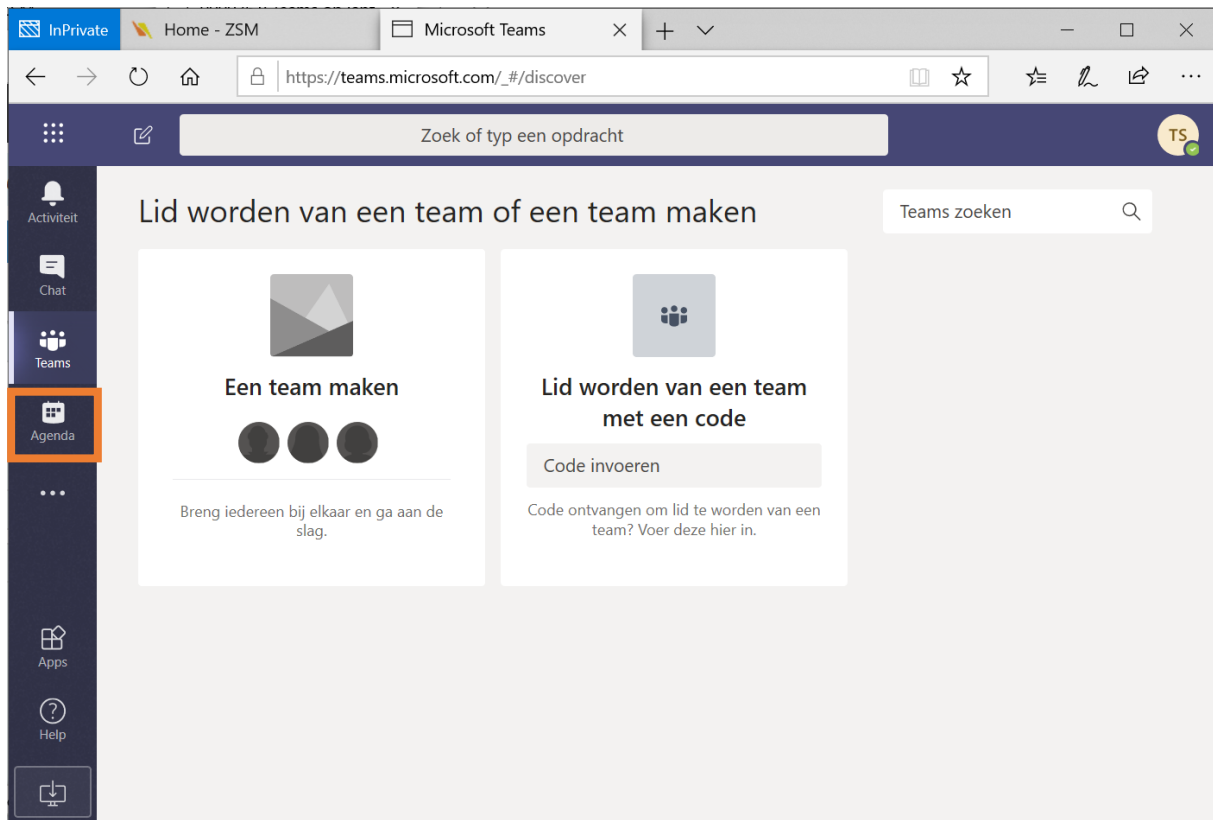 InPrivate
Home - ZSM
Microsoft Teams
https://teams.microsoft.com/_#/discover
Zoek of typ een opdracht
TS
Activiteit
Chat
Teams
Agenda
Apps
Help
Lid worden van een team of een team maken
Teams zoeken
Een team maken
Breng iedereen bij elkaar en ga aan de
slag.
Lid worden van een team
met een code
Code invoeren
Code ontvangen om lid te worden van een
team? Voer deze hier in.